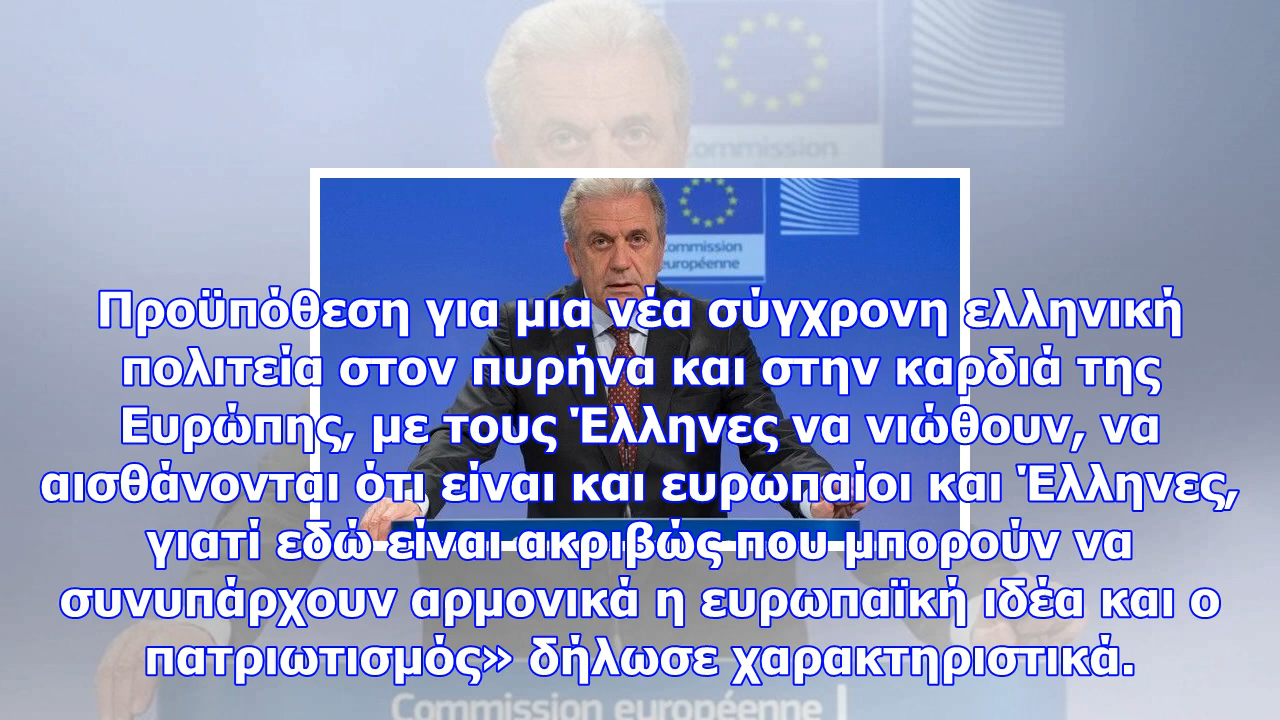 Commission
Commission
européenne
Προϋπόθεση για μια νέα σύγχρονη ελληνική
πολιτεία στον πυρήνα και στην καρδιά της
Ευρώπης, με τους Έλληνες να νιώθουν, να
αισθάνονται ότι είναι και ευρωπαίοι και Έλληνες,
γιατί εδώ είναι ακριβώς που μπορούν να
συνυπάρχουν αρμονικά η ευρωπαϊκή ιδέα και ο
πατριωτισμός» δήλωσε χαρακτηριστικά.
Commission européenne